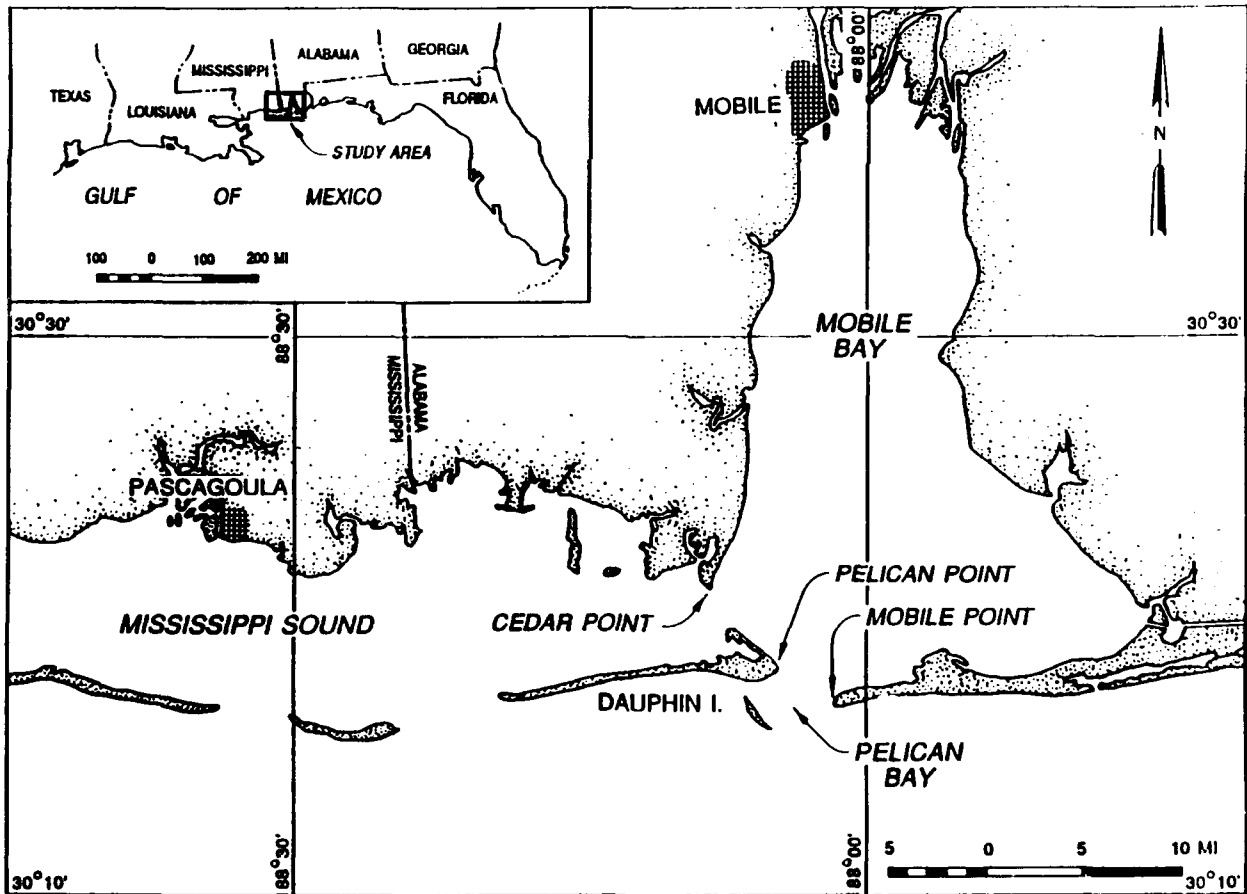 TEXAS
LOUISIANA
MISSISSIPPI
ALABAMA
GEORGIA
FLORIDA
STUDY AREA
GULF OF MEXICO
100 0 100 200 MI
MOBILE
88°00'
N
30°30'
88°30'
MISSISSIPPI
ALABAMA
MOBILE
BAY
30°30'
PASCAGOULA
MISSISSIPPI SOUND
CEDAR POINT
PELICAN POINT
MOBILE POINT
DAUPHIN I.
PELICAN
BAY
30°10'
88°30'
88°00'
5 0 5 10 MI
30°10'